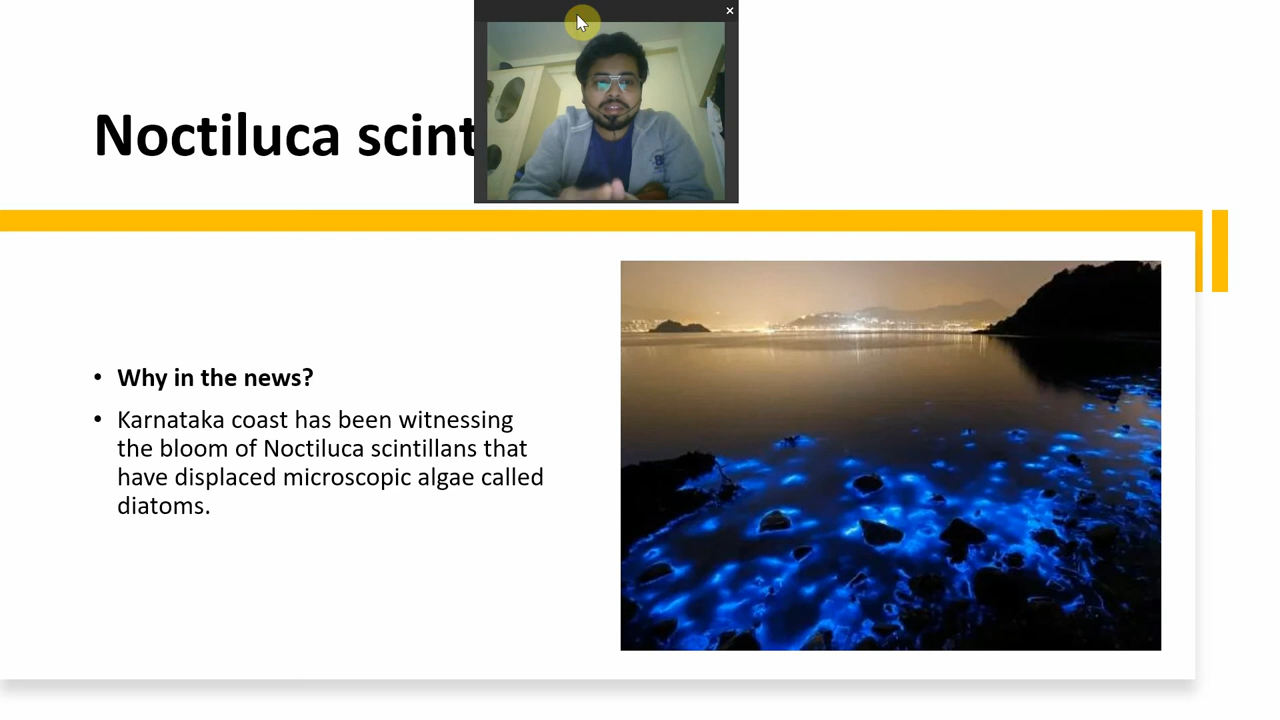 Noctiluca scint
• Why in the news?
• Karnataka coast has been witnessing
the bloom of Noctiluca scintillans that
have displaced microscopic algae called
diatoms.